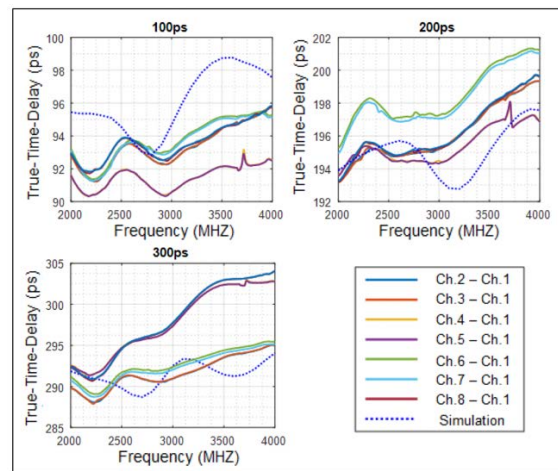 100ps
True-Time-Delay (ps)
100
98
96
94
92
90
2000 2500 3000 3500 4000
Frequency (MHZ)
200ps
True-Time-Delay (ps)
202
200
198
196
194
192
2000 2500 3000 3500 4000
Frequency (MHZ)
300ps
True-Time-Delay (ps)
305
300
295
290
285
2000 2500 3000 3500 4000
Frequency (MHZ)
Ch.2 – Ch.1
Ch.3 – Ch.1
Ch.4 – Ch.1
Ch.5 – Ch.1
Ch.6 – Ch.1
Ch.7 – Ch.1
Ch.8 – Ch.1
Simulation